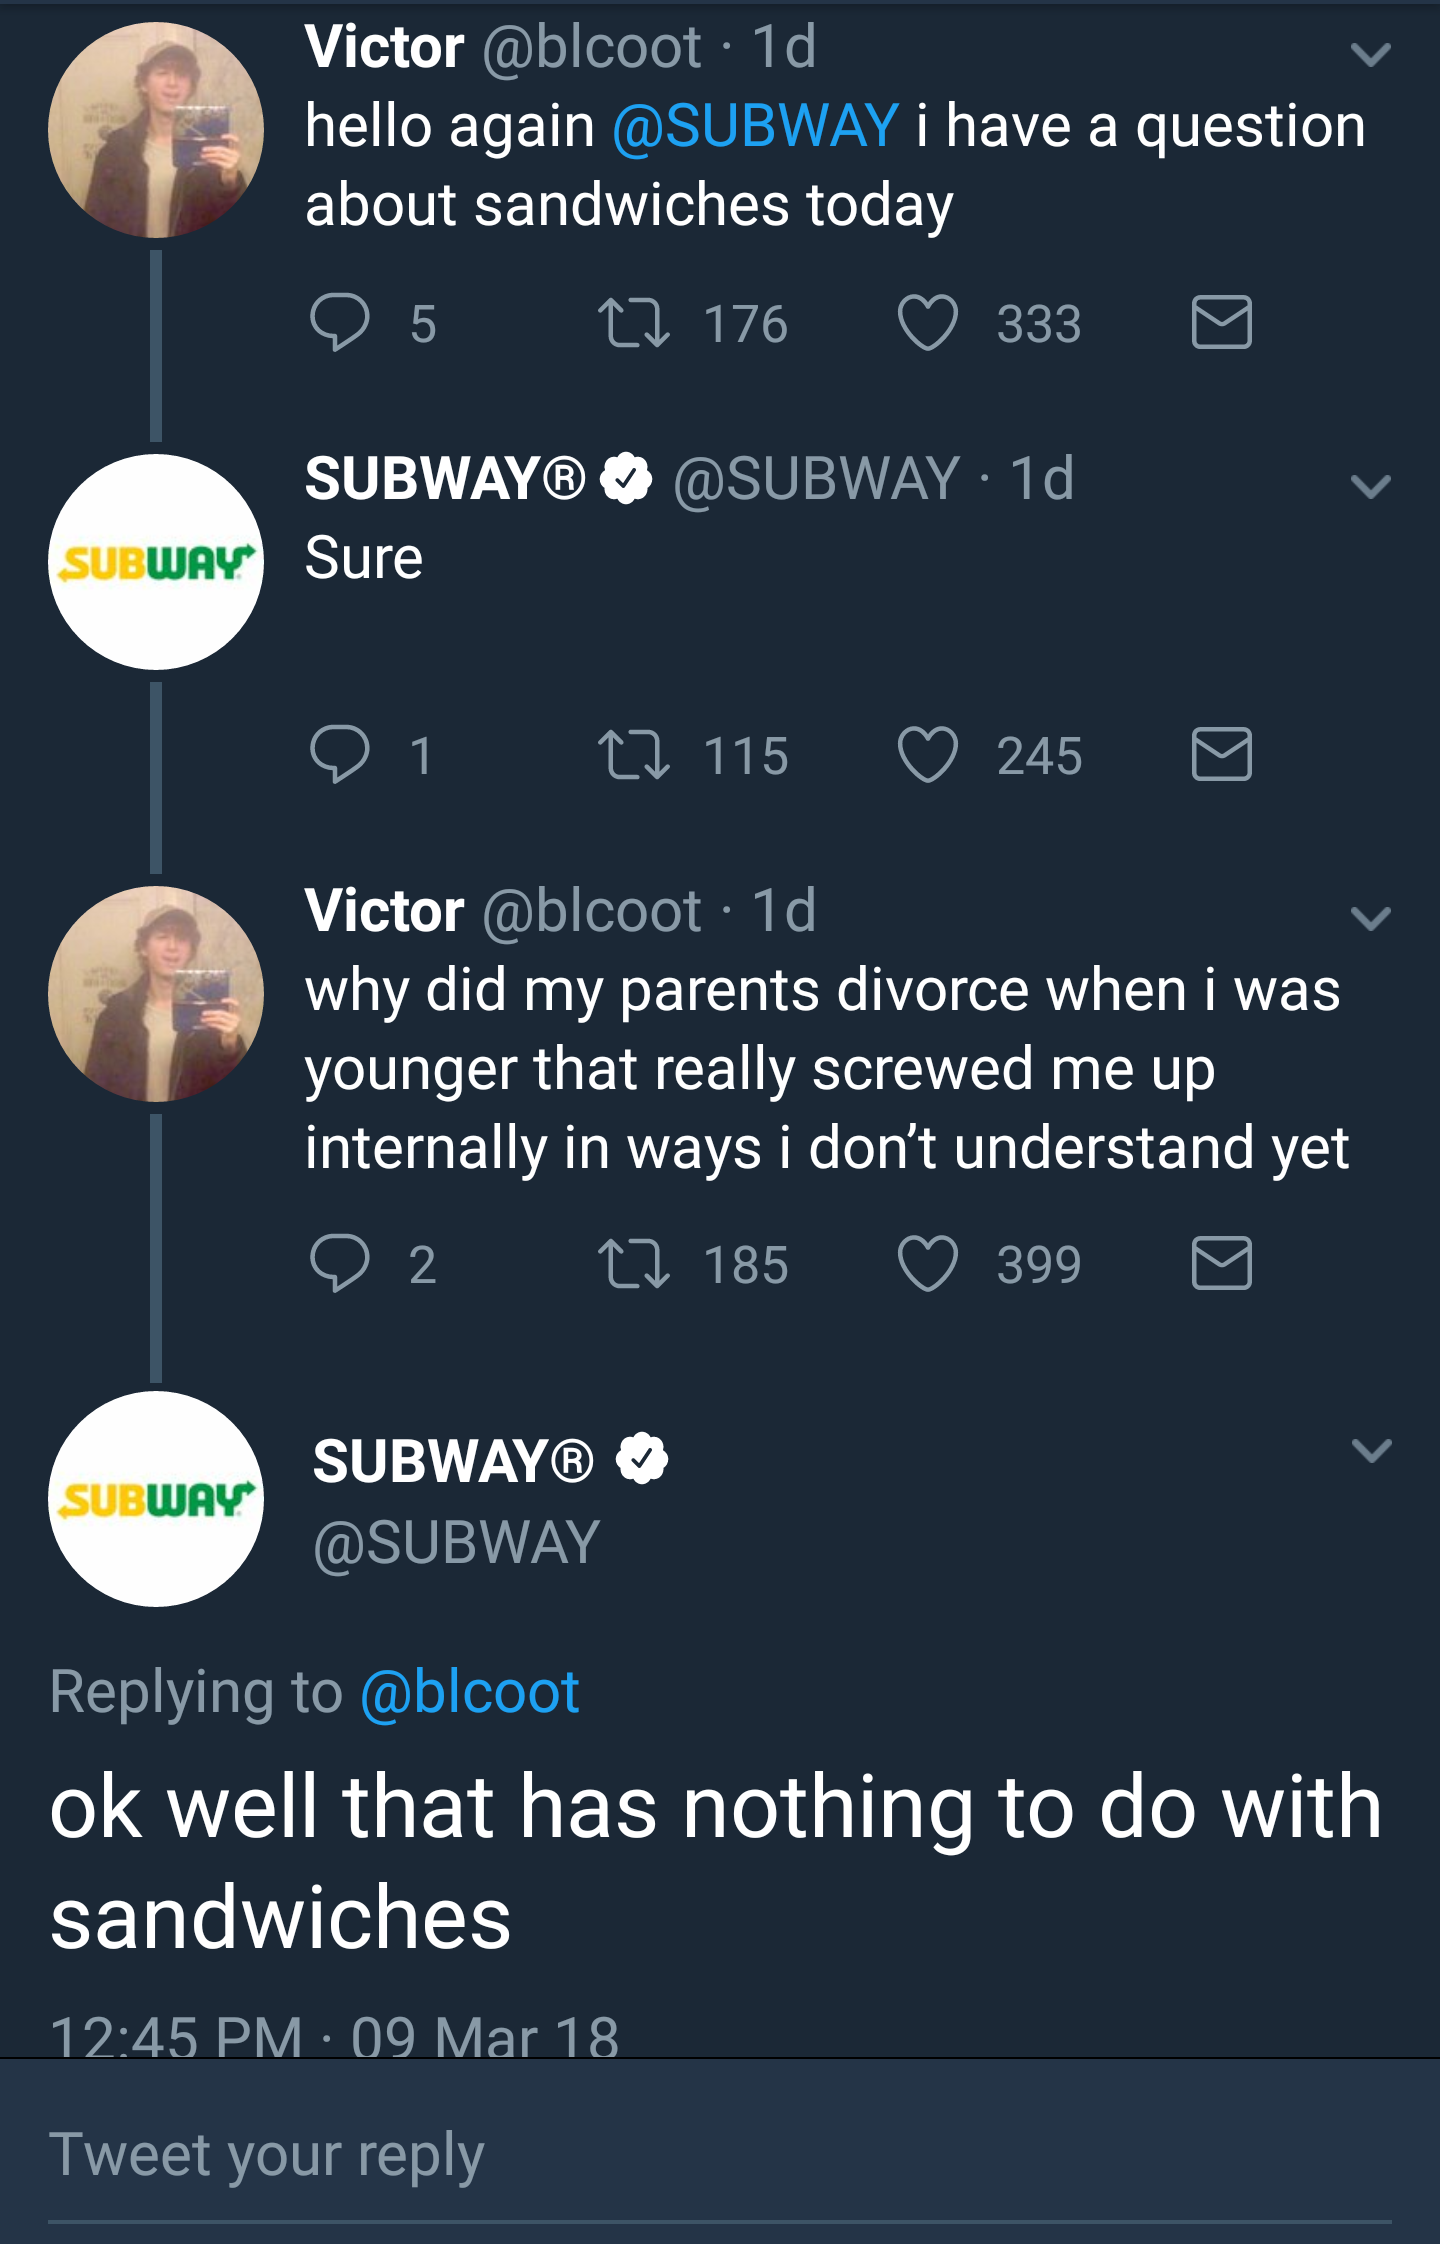 Victor @blcoot · 1d
hello again @SUBWAY i have a question
about sandwiches today
5 176 333
SUBWAY® @SUBWAY · 1d
SUBWAY
Sure
1 115 245
Victor @blcoot · 1d
why did my parents divorce when i was
younger that really screwed me up
internally in ways i don’t understand yet
2 185 399
SUBWAY®
SUBWAY
@SUBWAY
Replying to @blcoot
ok well that has nothing to do with
sandwiches
12:45 PM · 09 Mar 18
Tweet your reply